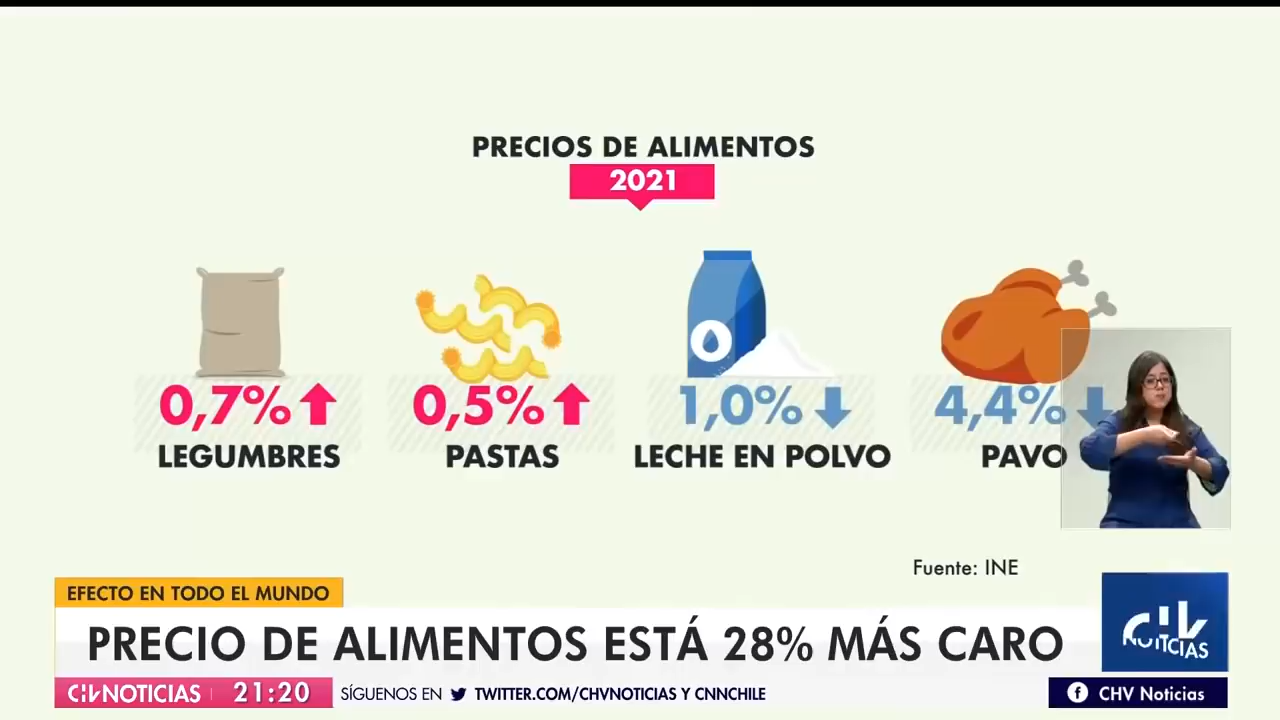 PRECIOS DE ALIMENTOS
2021
0,7% 0,5% 1,0% 4,4%
LEGUMBRES PASTAS LECHE EN POLVO PAVO
Fuente: INE
EFECTO EN TODO EL MUNDO
PRECIO DE ALIMENTOS ESTÁ 28% MÁS CARO
CHV NOTICIAS
CHVNOTICIAS 21:20 SÍGUENOS EN TWITTER.COM/CHVNOTICIAS Y CNNCHILE CHV Noticias